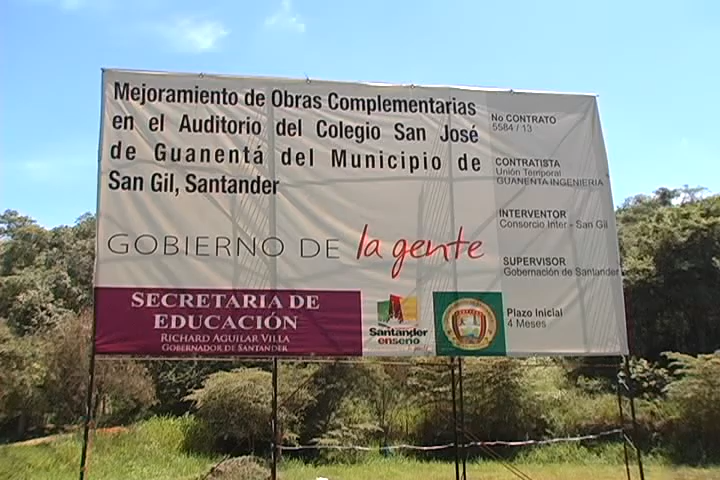 Mejoramiento de Obras Complementarias
en el Auditorio del Colegio San José
de Guanentá del Municipio de
San Gil, Santander
GOBIERNO DE la gente
SECRETARIA DE
EDUCACIÓN
RICHARD AGUILAR VILLA
GOBERNADOR DE SANTANDER
Santander
enseno
No CONTRATO
5584 / 13
CONTRATISTA
Unión Temporal
GUANENTA INGENIERIA
INTERVENTOR
Consorcio Inter - San Gil
SUPERVISOR
Gobernación de Santander
Plazo Inicial
4 Meses